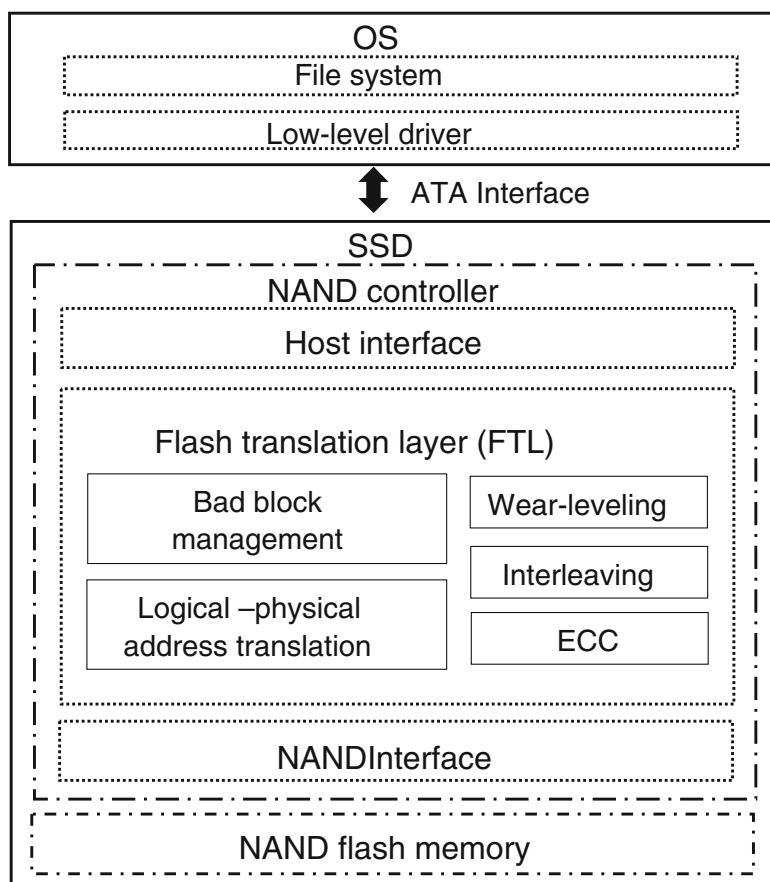 OS
File system
Low-level driver
ATA Interface
SSD
NAND controller
Host interface
Flash translation layer (FTL)
Bad block
management
Wear-leveling
Interleaving
Logical –physical
address translation
ECC
NANDInterface
NAND flash memory